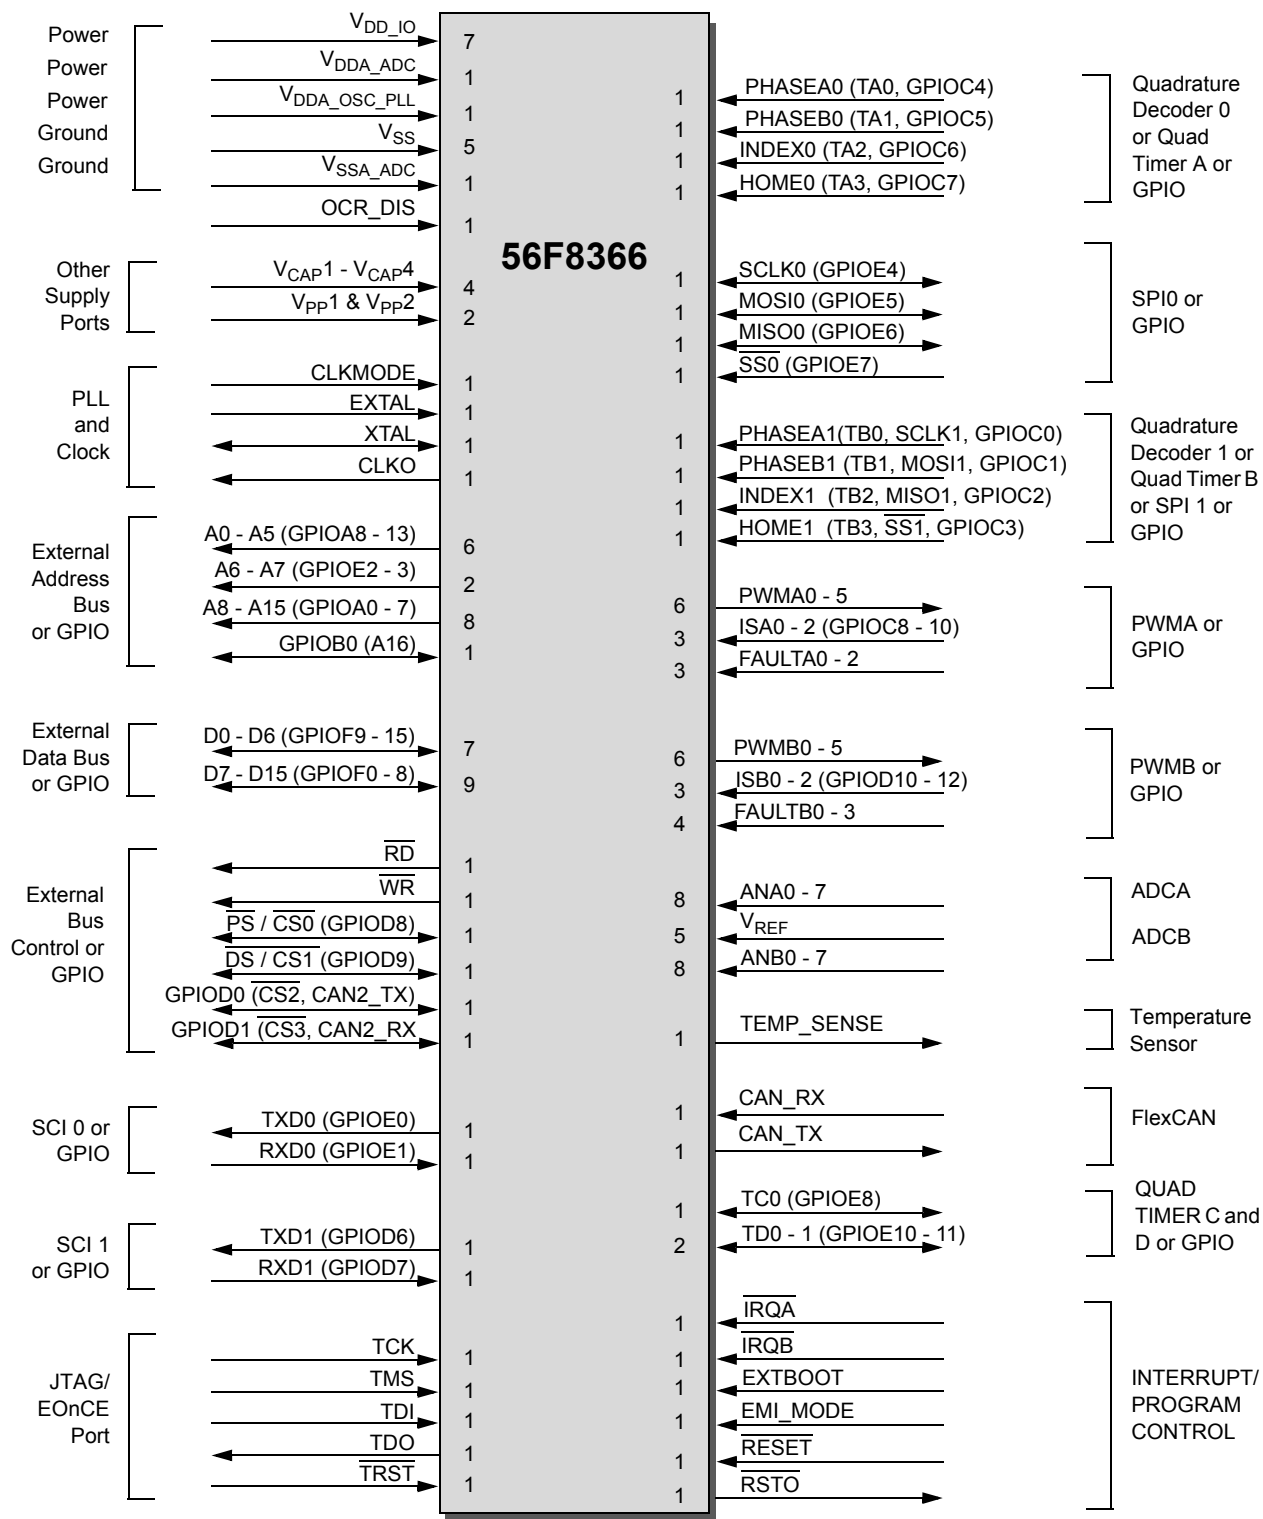 56F8366
Power
Power
Power
Ground
Ground
V_DD_IO 7
V_DDA_ADC 1
V_DDA_OSC_PLL 1
V_SS 5
V_SSA_ADC 1
OCR_DIS 1
Other
Supply
Ports
V_CAP1 - V_CAP4 4
V_PP1 & V_PP2 2
PLL
and
Clock
CLKMODE 1
EXTAL 1
XTAL 1
CLKO 1
External
Address
Bus
or GPIO
A0 - A5 (GPIOA8 - 13) 6
A6 - A7 (GPIOE2 - 3) 2
A8 - A15 (GPIOA0 - 7) 8
GPIOB0 (A16) 1
External
Data Bus
or GPIO
D0 - D6 (GPIOF9 - 15) 7
D7 - D15 (GPIOF0 - 8) 9
External
Bus
Control or
GPIO
RD 1
WR 1
PS / CS0 (GPIOD8) 1
DS / CS1 (GPIOD9) 1
GPIOD0 (CS2, CAN2_TX) 1
GPIOD1 (CS3, CAN2_RX 1
SCI 0 or
GPIO
TXD0 (GPIOE0) 1
RXD0 (GPIOE1) 1
SCI 1
or GPIO
TXD1 (GPIOD6) 1
RXD1 (GPIOD7) 1
JTAG/
EOnCE
Port
TCK 1
TMS 1
TDI 1
TDO 1
TRST 1
1 PHASEA0 (TA0, GPIOC4)
1 PHASEB0 (TA1, GPIOC5)
1 INDEX0 (TA2, GPIOC6)
1 HOME0 (TA3, GPIOC7)
Quadrature
Decoder 0
or Quad
Timer A or
GPIO
1 SCLK0 (GPIOE4)
1 MOSI0 (GPIOE5)
1 MISO0 (GPIOE6)
1 SS0 (GPIOE7)
SPI0 or
GPIO
1 PHASEA1(TB0, SCLK1, GPIOC0)
1 PHASEB1 (TB1, MOSI1, GPIOC1)
1 INDEX1 (TB2, MISO1, GPIOC2)
1 HOME1 (TB3, SS1, GPIOC3)
Quadrature
Decoder 1 or
Quad Timer B
or SPI 1 or
GPIO
6 PWMA0 - 5
3 ISA0 - 2 (GPIOC8 - 10)
3 FAULTA0 - 2
PWMA or
GPIO
6 PWMB0 - 5
3 ISB0 - 2 (GPIOD10 - 12)
4 FAULTB0 - 3
PWMB or
GPIO
8 ANA0 - 7
5 V_REF
8 ANB0 - 7
ADCA
ADCB
1 TEMP_SENSE
Temperature
Sensor
1 CAN_RX
1 CAN_TX
FlexCAN
1 TC0 (GPIOE8)
2 TD0 - 1 (GPIOE10 - 11)
QUAD
TIMER C and
D or GPIO
1 IRQA
1 IRQB
1 EXTBOOT
1 EMI_MODE
1 RESET
1 RSTO
INTERRUPT/
PROGRAM
CONTROL